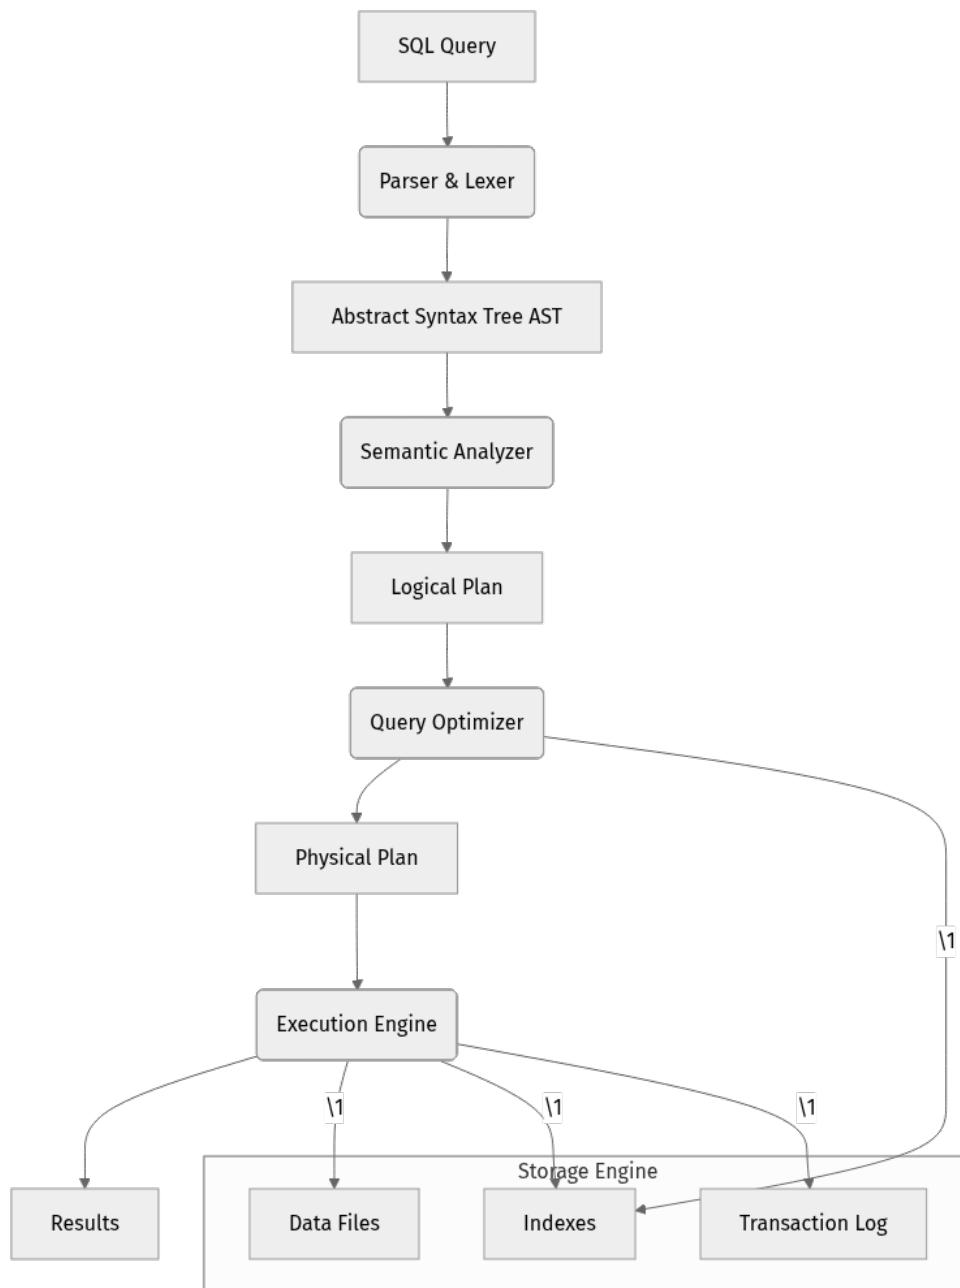 SQL Query
Parser & Lexer
Abstract Syntax Tree AST
Semantic Analyzer
Logical Plan
Query Optimizer
Physical Plan
\1
Execution Engine
\1
\1
\1
Storage Engine
Results
Data Files
Indexes
Transaction Log